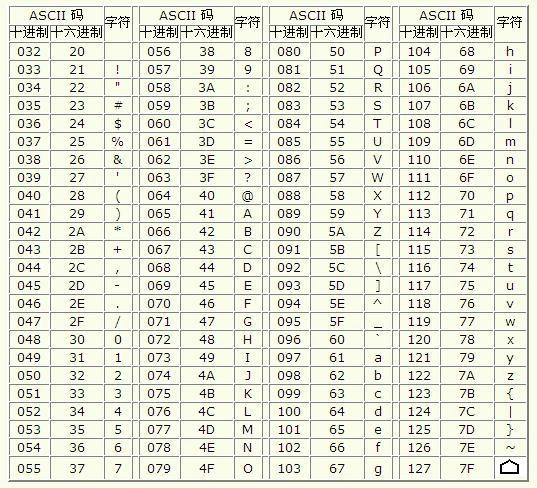 ASCII 码 字符 ASCII 码 字符 ASCII 码 字符 ASCII 码 字符
十进制 十六进制 十进制 十六进制 十进制 十六进制 十进制 十六进制
032 20 056 38 8 080 50 P 104 68 h
033 21 ! 057 39 9 081 51 Q 105 69 i
034 22 " 058 3A : 082 52 R 106 6A j
035 23 # 059 3B ; 083 53 S 107 6B k
036 24 $ 060 3C < 084 54 T 108 6C l
037 25 % 061 3D = 085 55 U 109 6D m
038 26 & 062 3E > 086 56 V 110 6E n
039 27 ' 063 3F ? 087 57 W 111 6F o
040 28 ( 064 40 @ 088 58 X 112 70 p
041 29 ) 065 41 A 089 59 Y 113 71 q
042 2A * 066 42 B 090 5A Z 114 72 r
043 2B + 067 43 C 091 5B [ 115 73 s
044 2C , 068 44 D 092 5C \ 116 74 t
045 2D - 069 45 E 093 5D ] 117 75 u
046 2E . 070 46 F 094 5E ^ 118 76 v
047 2F / 071 47 G 095 5F _ 119 77 w
048 30 0 072 48 H 096 60 ` 120 78 x
049 31 1 073 49 I 097 61 a 121 79 y
050 32 2 074 4A J 098 62 b 122 7A z
051 33 3 075 4B K 099 63 c 123 7B {
052 34 4 076 4C L 100 64 d 124 7C |
053 35 5 077 4D M 101 65 e 125 7D }
054 36 6 078 4E N 102 66 f 126 7E ~
055 37 7 079 4F O 103 67 g 127 7F ⌂